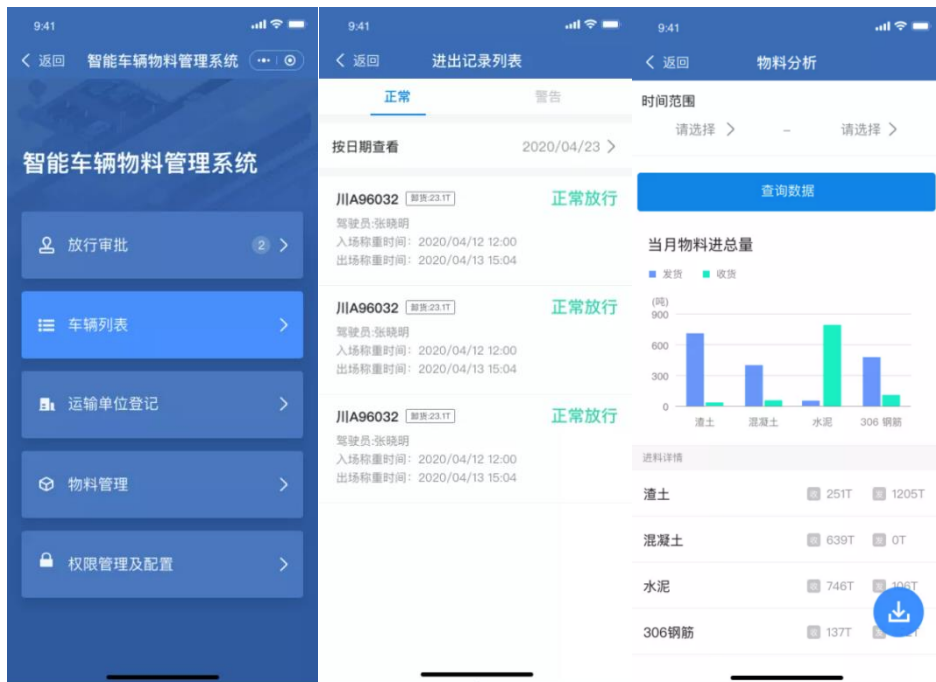 9:41
返回
智能车辆物料管理系统
智能车辆物料管理系统
放行审批
2
车辆列表
运输单位登记
物料管理
权限管理及配置
9:41
返回
进出记录列表
正常
警告
按日期查看
2020/04/23
川A96032
卸货:23.1T
正常放行
驾驶员:张晓明
入场称重时间: 2020/04/12 12:00
出场称重时间: 2020/04/13 15:04
川A96032
卸货:23.1T
正常放行
驾驶员:张晓明
入场称重时间: 2020/04/12 12:00
出场称重时间: 2020/04/13 15:04
川A96032
卸货:23.1T
正常放行
驾驶员:张晓明
入场称重时间: 2020/04/12 12:00
出场称重时间: 2020/04/13 15:04
9:41
返回
物料分析
时间范围
请选择
–
请选择
查询数据
当月物料进总量
发货
收货
(吨)
900
600
300
0
渣土
混凝土
水泥
306 钢筋
进料详情
渣土
收 251T
发 1205T
混凝土
收 639T
发 0T
水泥
收 746T
发 106T
306钢筋
收 137T
发